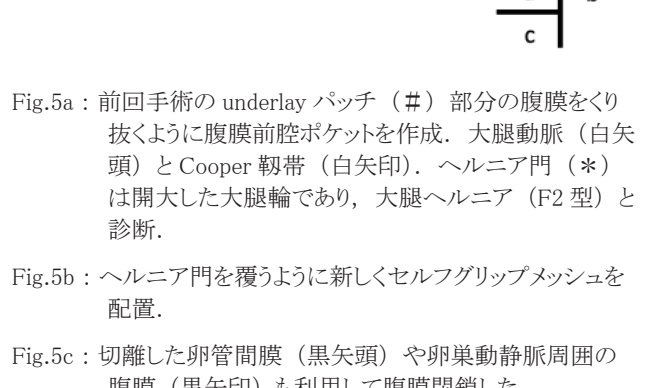 c
Fig.5a：前回手術の underlay パッチ（＃）部分の腹膜をくり
抜くように腹膜前腔ポケットを作成．大腿動脈（白矢
頭）と Cooper 靱帯（白矢印）．ヘルニア門（＊）
は開大した大腿輪であり，大腿ヘルニア（F2 型）と
診断．
Fig.5b：ヘルニア門を覆うように新しくセルフグリップメッシュを
配置．
Fig.5c：切離した卵管間膜（黒矢頭）や卵巣動静脈周囲の
腹膜（黒矢印）も利用して腹膜閉鎖した